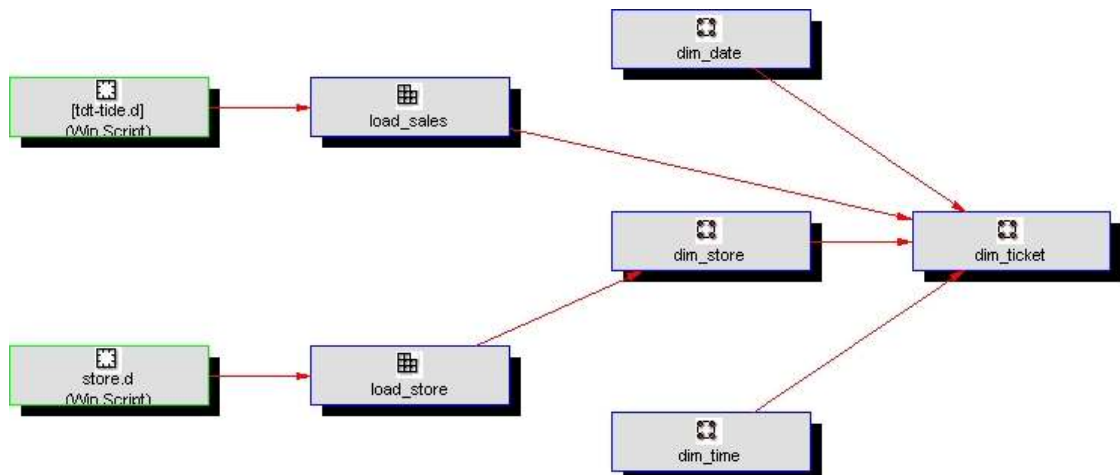 dim_date
[tdt-tide.d]
(Win Script)
load_sales
dim_store
dim_ticket
store.d
(Win Script)
load_store
dim_time